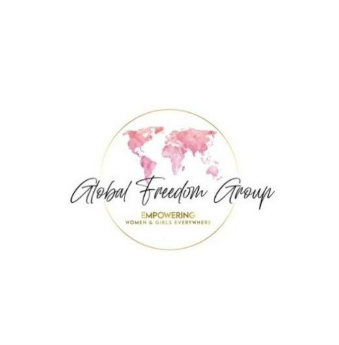 Global Freedom Group
EMPOWERING
WOMEN & GIRLS EVERYWHERE